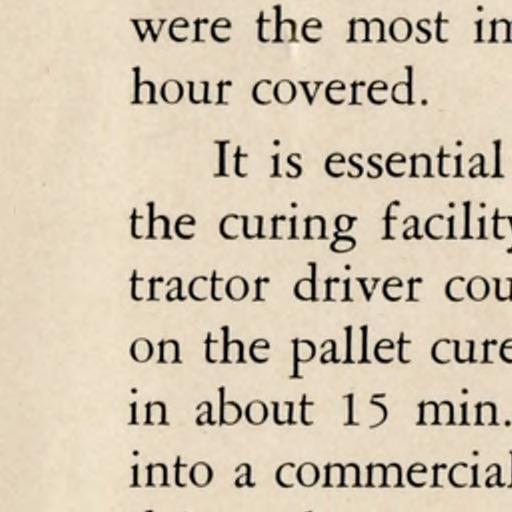 were the most im
hour covered.
It is essential
the curing facility
tractor driver cou
on the pallet cure
in about 15 min.
into a commercial